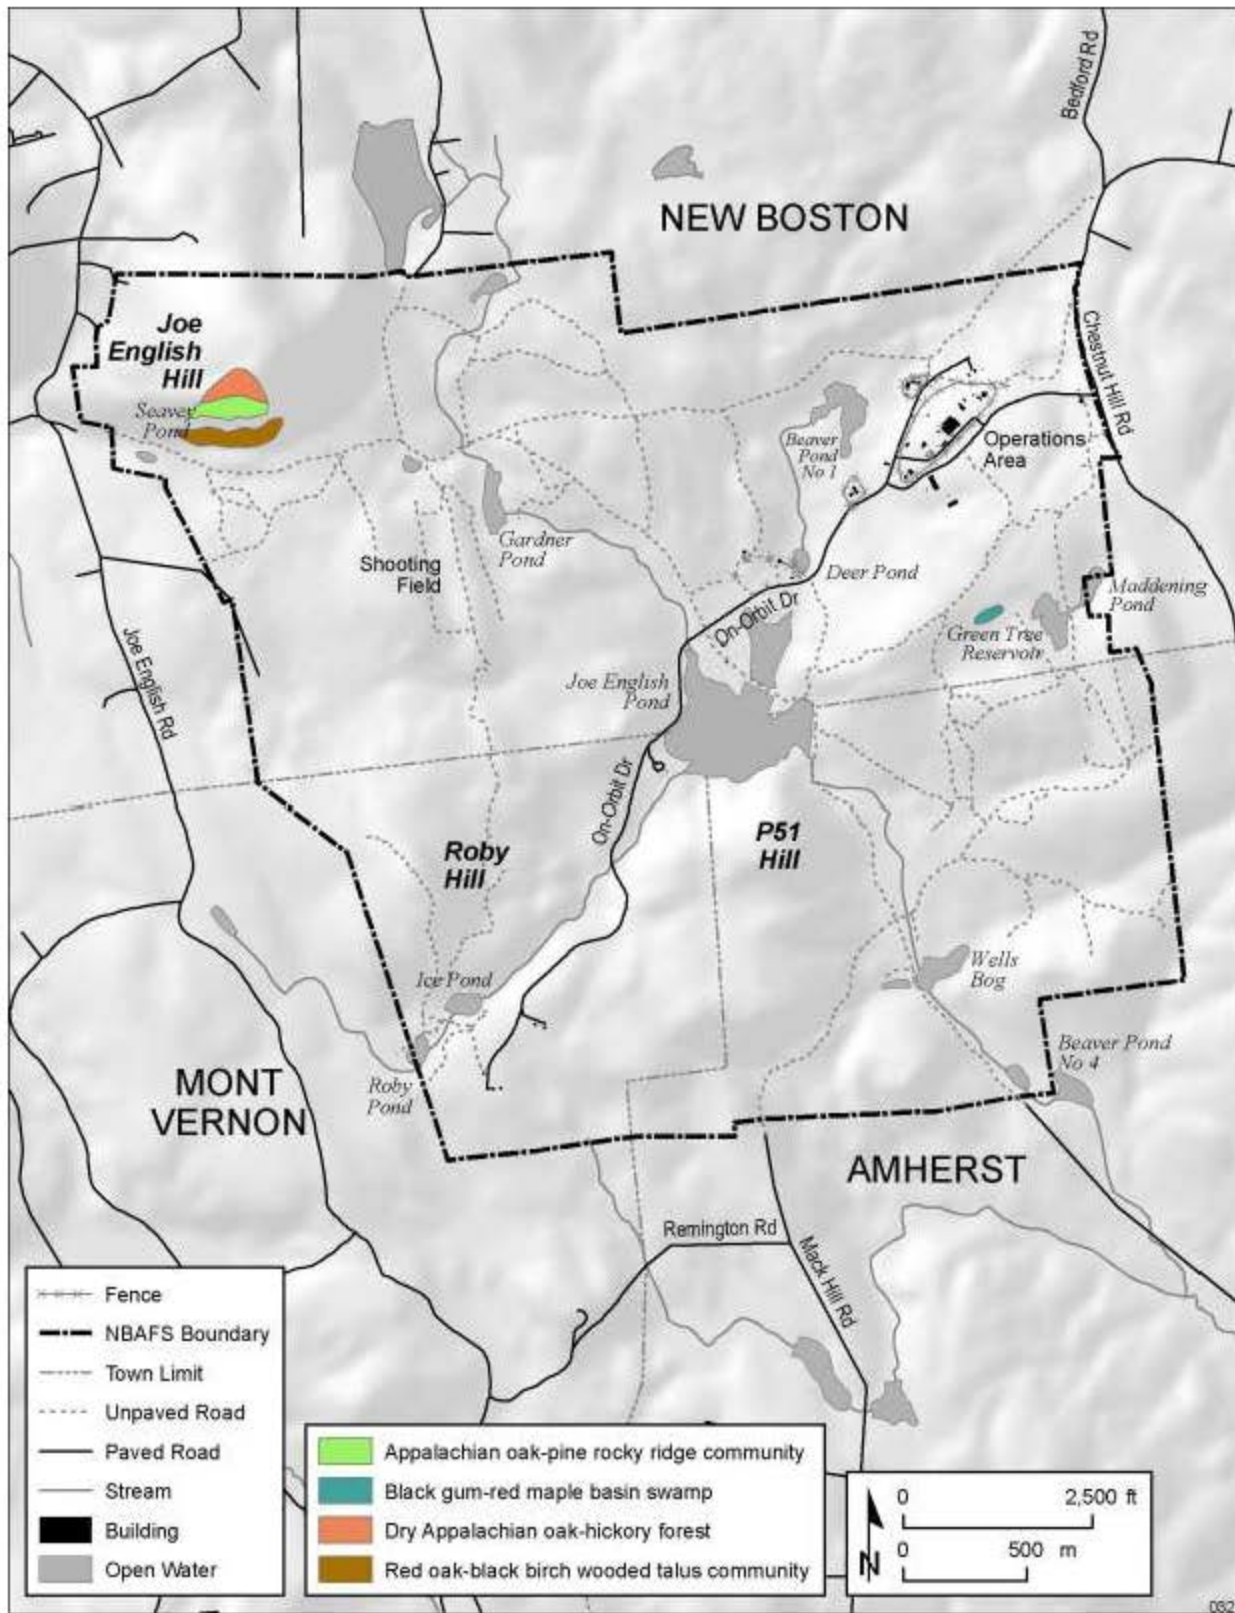 Bedford Rd
NEW BOSTON
Joe
English
Hill
Seavey
Pond
Chestnut Hill Rd
Beaver
Pond
No 1
Operations
Area
Gardner
Pond
Shooting
Field
Deer Pond
Maddening
Pond
On-Orbit Dr
Green Tree
Reservoir
Joe English Rd
Joe English
Pond
On-Orbit Dr
P51
Hill
Roby
Hill
Wells
Bog
Ice Pond
Beaver Pond
No 4
Roby
Pond
MONT
VERNON
AMHERST
Remington Rd
Mack Hill Rd
Fence
NBAFS Boundary
Town Limit
Unpaved Road
Paved Road
Stream
Building
Open Water
Appalachian oak-pine rocky ridge community
Black gum-red maple basin swamp
Dry Appalachian oak-hickory forest
Red oak-black birch wooded talus community
0 2,500 ft
0 500 m
N
032